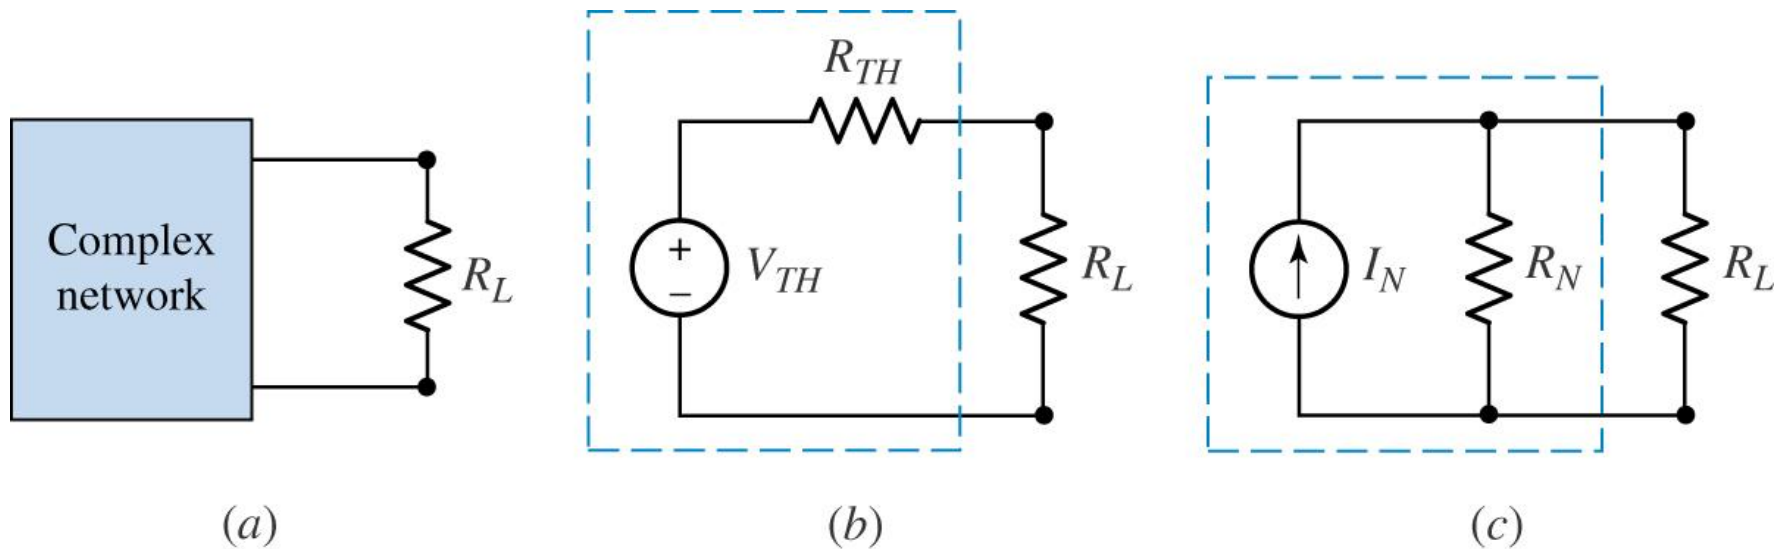 Complex
network
R_L
(a)
R_TH
+
−
V_TH
R_L
(b)
I_N
R_N
R_L
(c)